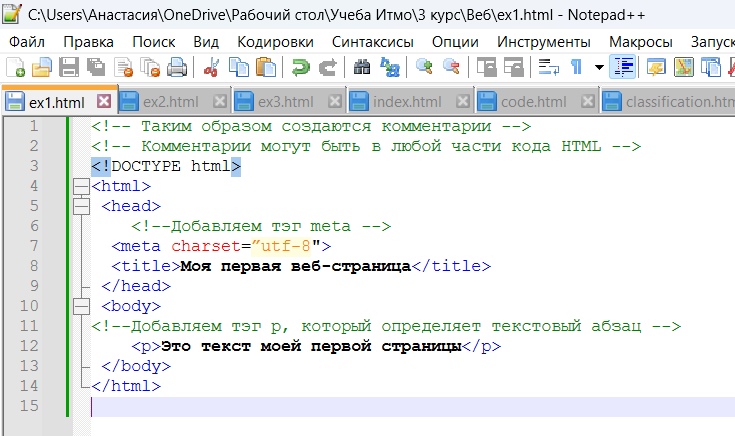 C:\Users\Анастасия\OneDrive\Рабочий стол\Учеба Итмо\3 курс\Веб\ex1.html - Notepad++
Файл Правка Поиск Вид Кодировки Синтаксисы Опции Инструменты Макросы Запуск
ex1.html ex2.html ex3.html index.html code.html classification.htm
1 <!-- Таким образом создаются комментарии -->
2 <!-- Комментарии могут быть в любой части кода HTML -->
3 <!DOCTYPE html>
4 <html>
5 <head>
6 <!--Добавляем тэг meta -->
7 <meta charset=”utf-8">
8 <title>Моя первая веб-страница</title>
9 </head>
10 <body>
11 <!--Добавляем тэг p, который определяет текстовый абзац -->
12 <p>Это текст моей первой страницы</p>
13 </body>
14 </html>
15